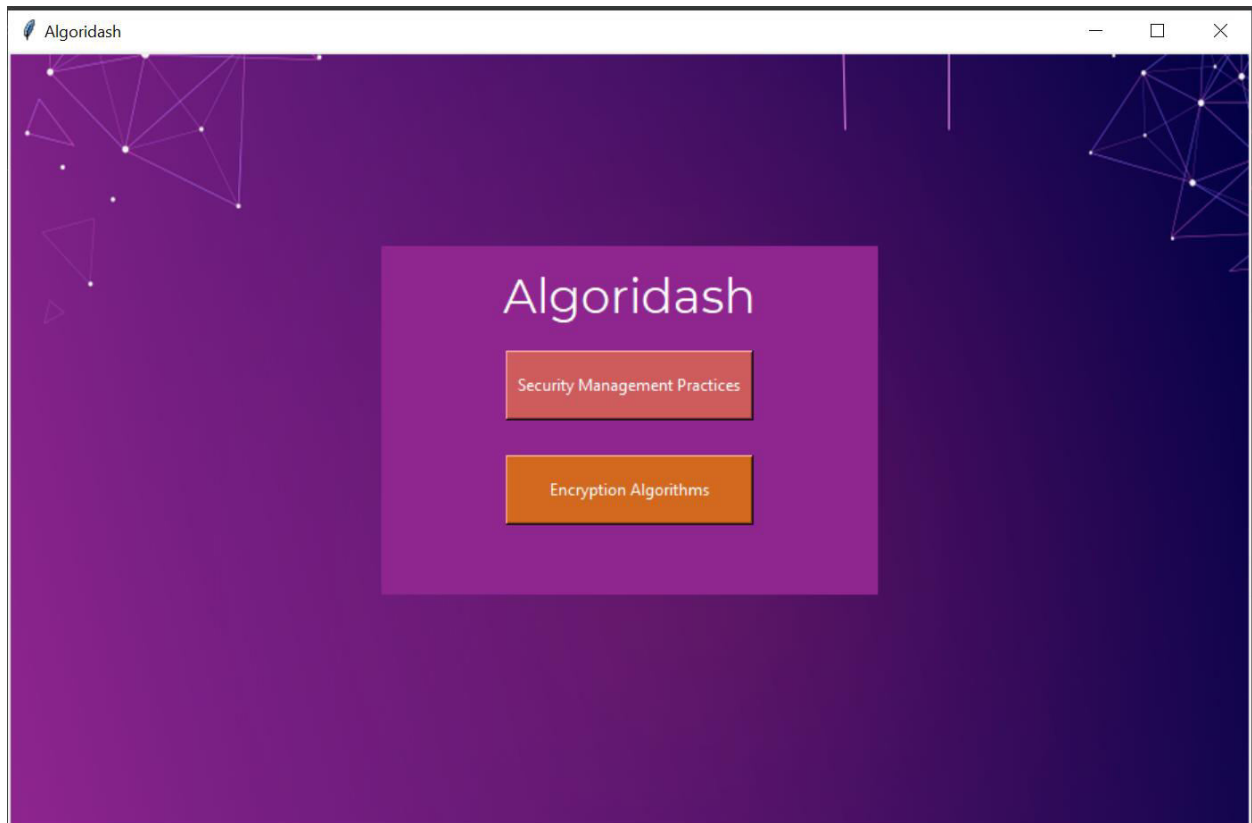 Algoridash
Algoridash
Security Management Practices
Encryption Algorithms